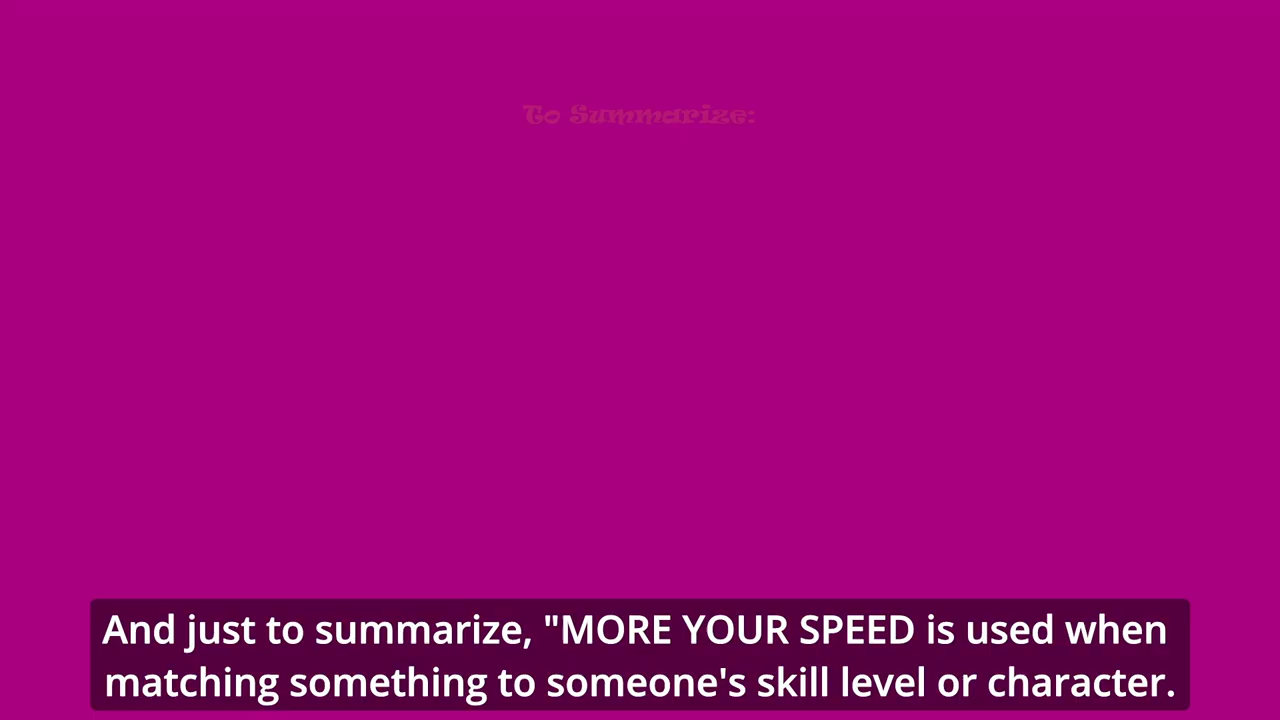 To Summarize:
And just to summarize, "MORE YOUR SPEED is used when
matching something to someone's skill level or character.